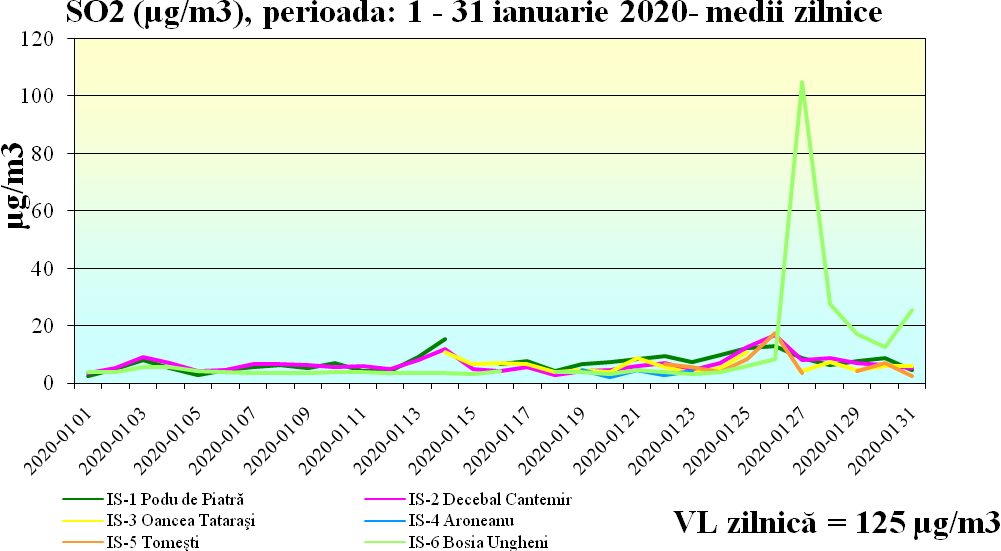 SO2 (µg/m3), perioada: 1 - 31 ianuarie 2020- medii zilnice
µg/m3
120
100
80
60
40
20
0
2020-0101
2020-0103
2020-0105
2020-0107
2020-0109
2020-0111
2020-0113
2020-0115
2020-0117
2020-0119
2020-0121
2020-0123
2020-0125
2020-0127
2020-0129
2020-0131
IS-1 Podu de Piatră
IS-2 Decebal Cantemir
IS-3 Oancea Tatarași
IS-4 Aroneanu
IS-5 Tomești
IS-6 Bosia Ungheni
VL zilnică = 125 µg/m3